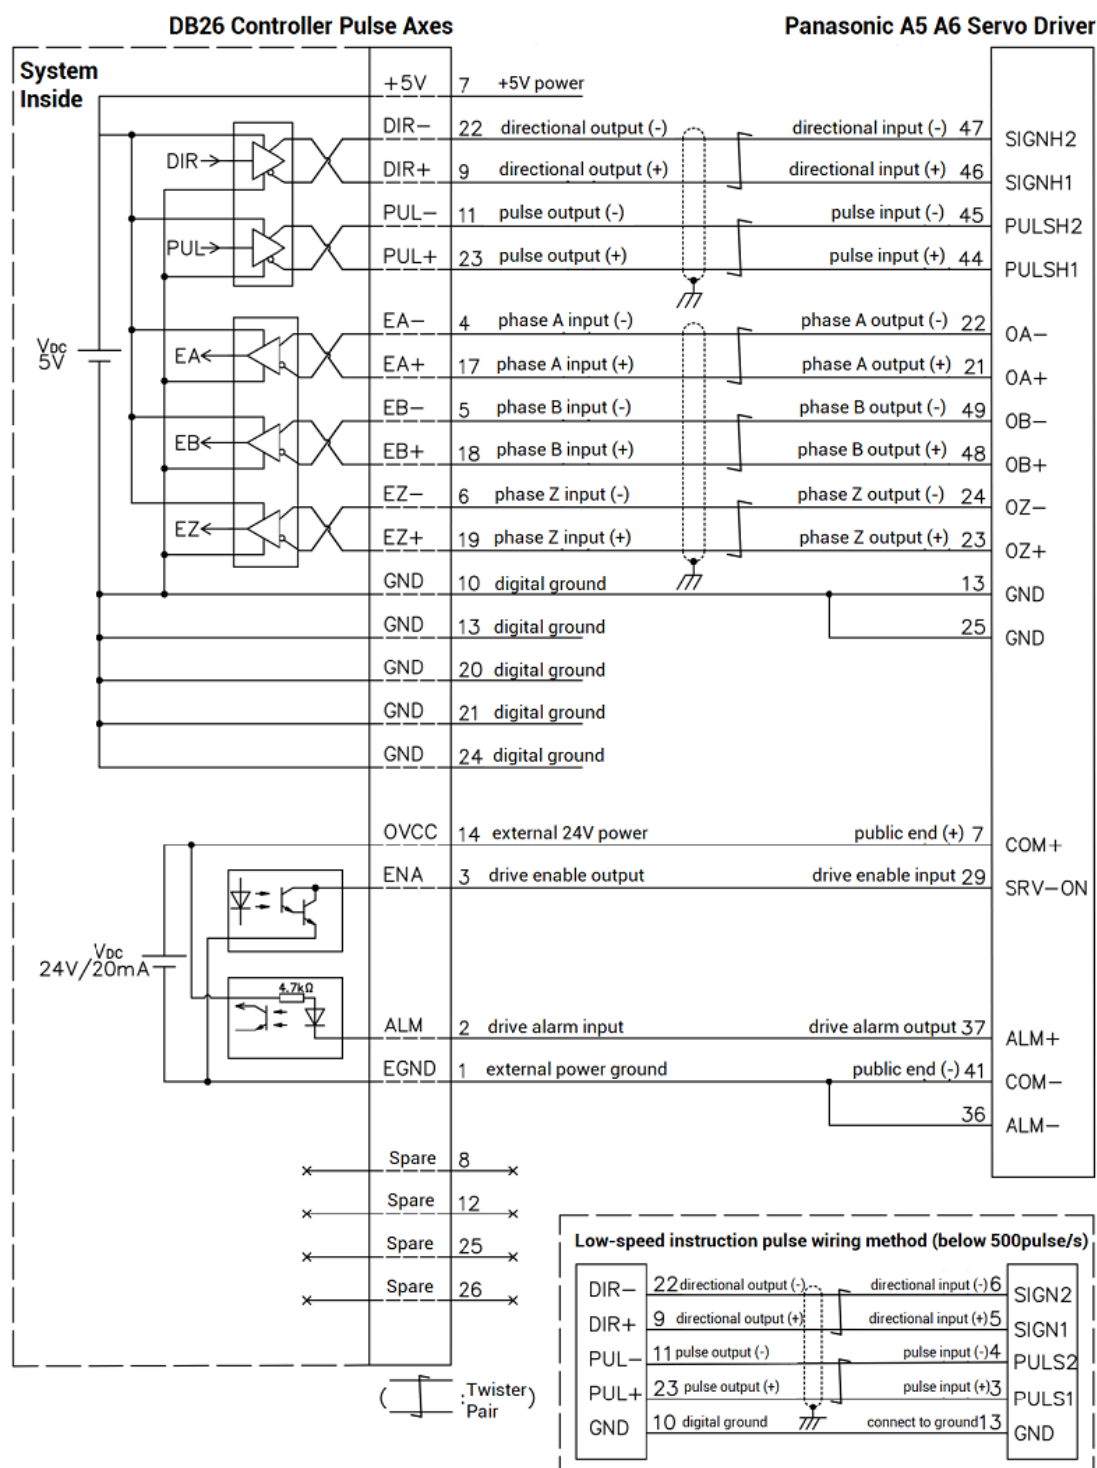 DB26 Controller Pulse Axes
Panasonic A5 A6 Servo Driver
System
Inside
+5V 7 +5V power
DIR− 22 directional output (-) directional input (-) 47 SIGNH2
DIR
DIR+ 9 directional output (+) directional input (+) 46 SIGNH1
PUL− 11 pulse output (-) pulse input (-) 45 PULSH2
PUL
PUL+ 23 pulse output (+) pulse input (+) 44 PULSH1
EA− 4 phase A input (-) phase A output (-) 22 OA−
VDC
5V
EA
EA+ 17 phase A input (+) phase A output (+) 21 OA+
EB− 5 phase B input (-) phase B output (-) 49 OB−
EB
EB+ 18 phase B input (+) phase B output (+) 48 OB+
EZ− 6 phase Z input (-) phase Z output (-) 24 OZ−
EZ
EZ+ 19 phase Z input (+) phase Z output (+) 23 OZ+
GND 10 digital ground 13 GND
GND 13 digital ground 25 GND
GND 20 digital ground
GND 21 digital ground
GND 24 digital ground
OVCC 14 external 24V power public end (+) 7 COM+
ENA 3 drive enable output drive enable input 29 SRV−ON
VDC
24V/20mA
4.7kΩ
ALM 2 drive alarm input drive alarm output 37 ALM+
EGND 1 external power ground public end (-) 41 COM−
36 ALM−
Spare 8
Spare 12
Spare 25
Spare 26
( : Twister )
Pair
Low-speed instruction pulse wiring method (below 500pulse/s)
DIR− 22 directional output (-) directional input (-) 6 SIGN2
DIR+ 9 directional output (+) directional input (+) 5 SIGN1
PUL− 11 pulse output (-) pulse input (-) 4 PULS2
PUL+ 23 pulse output (+) pulse input (+) 3 PULS1
GND 10 digital ground connect to ground 13 GND